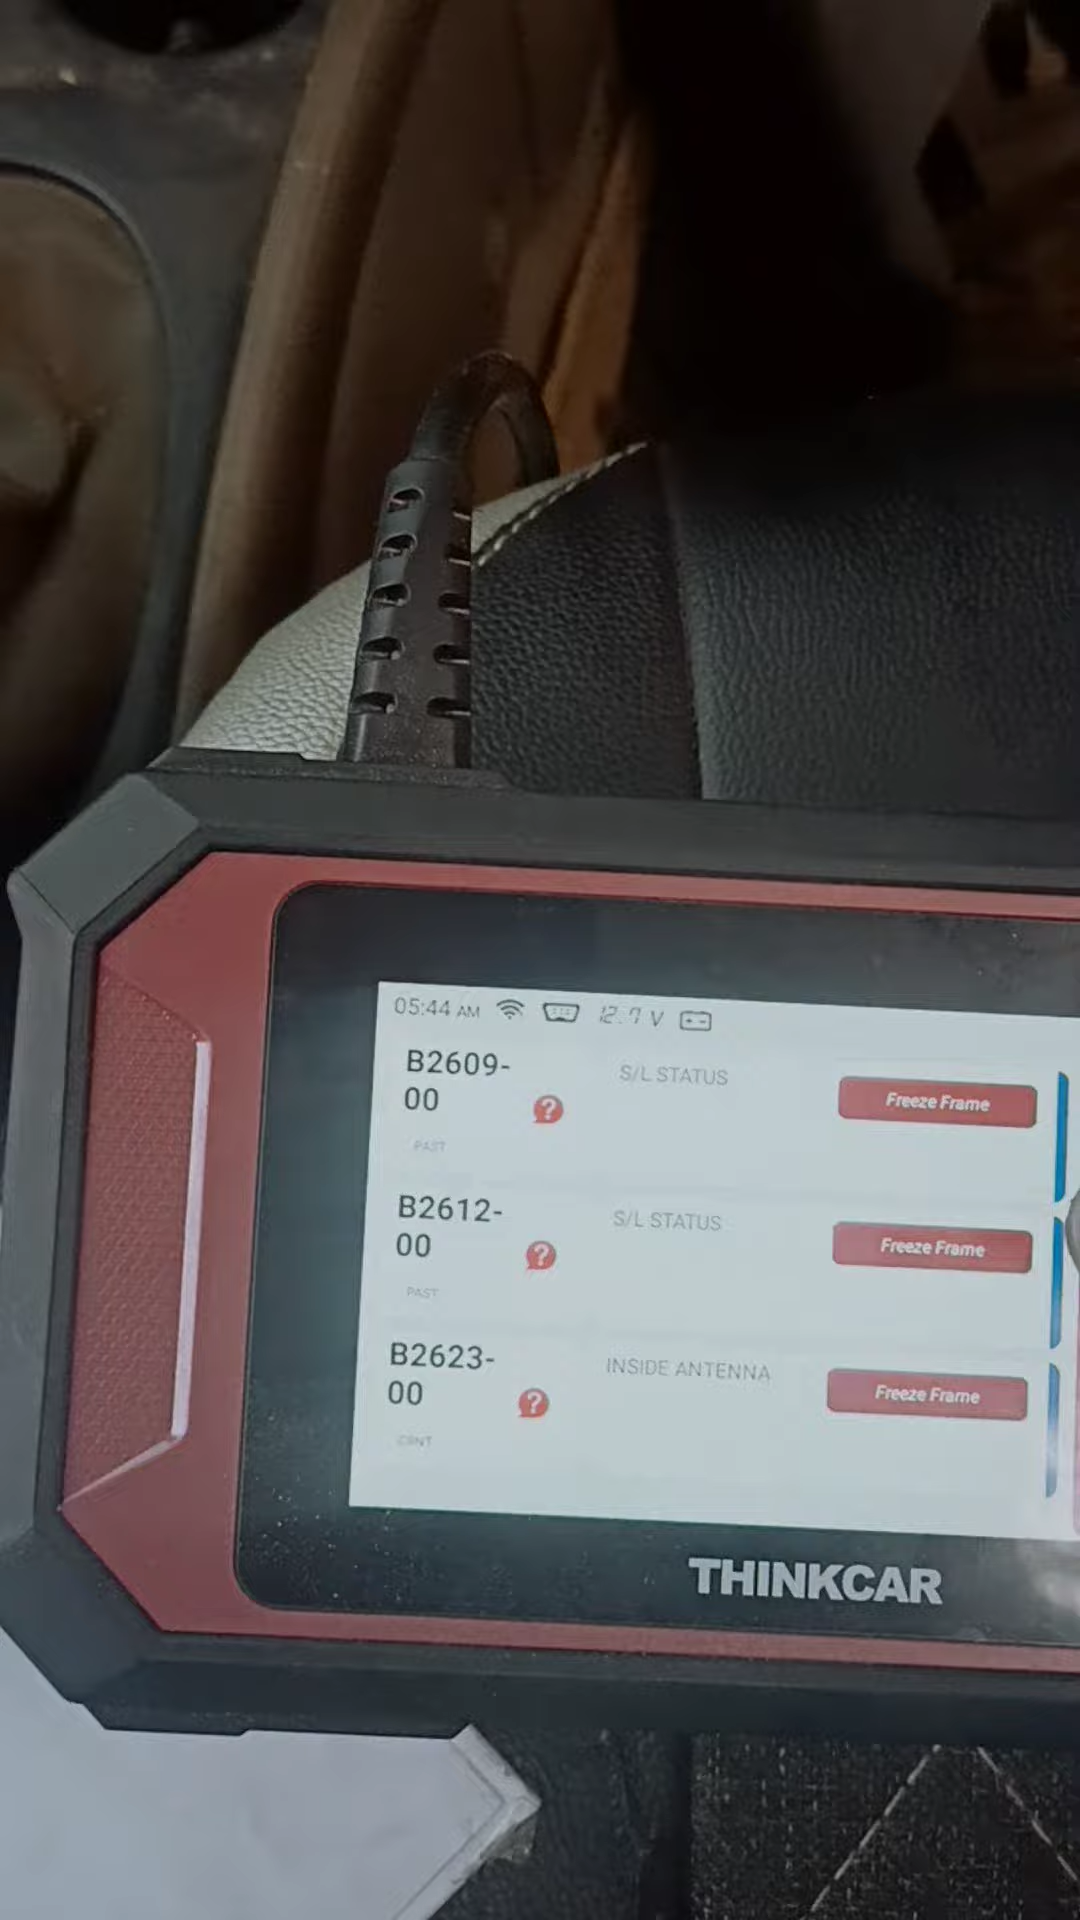 05:44 AM 12.7 V
B2609-
00
S/L STATUS
Freeze Frame
PAST
B2612-
00
S/L STATUS
Freeze Frame
PAST
B2623-
00
INSIDE ANTENNA
Freeze Frame
CRNT
THINKCAR